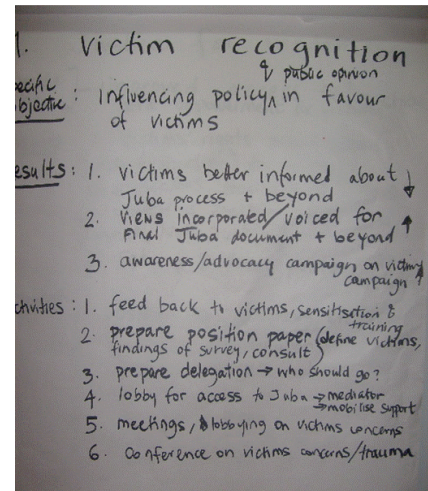 1. victim recognition
& public opinion
pecific
objective : Influencing policy ^ in favour
of victims
esults : 1. victims better informed about ↓
Juba process + beyond
2. views incorporated/voiced for ↑
Final Juba document + beyond
3. awareness/advocacy campaign on victims
campaign
ctivities : 1. feed back to victims, sensitisation &
training
2. prepare position paper (define victims,
findings of survey, consult)
3. prepare delegation → who should go?
4. lobby for access to Juba → mediator
→ mobilise support
5. meetings, lobbying on victims concerns
6. Conference on victims concerns/trauma